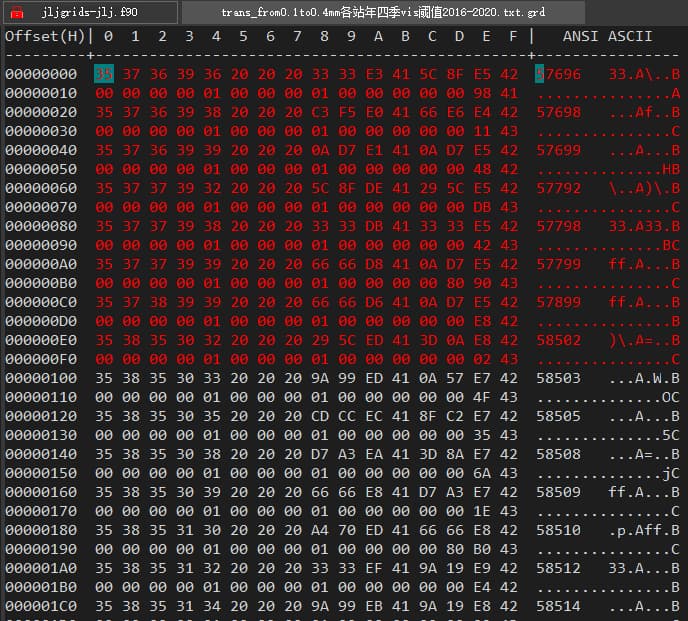 jljgrids-jlj.f90 trans_from0.1to0.4mm各站年四季vis阈值2016-2020.txt.grd
Offset(H)| 0 1 2 3 4 5 6 7 8 9 A B C D E F | ANSI ASCII
00000000 35 37 36 39 36 20 20 20 33 33 E3 41 5C 8F E5 42 57696 33.A\..B
00000010 00 00 00 00 01 00 00 00 01 00 00 00 00 00 98 41 ...............A
00000020 35 37 36 39 38 20 20 20 C3 F5 E0 41 66 E6 E4 42 57698 ...Af..B
00000030 00 00 00 00 01 00 00 00 01 00 00 00 00 00 11 43 ...............C
00000040 35 37 36 39 39 20 20 20 0A D7 E1 41 0A D7 E5 42 57699 ...A...B
00000050 00 00 00 00 01 00 00 00 01 00 00 00 00 00 48 42 ..............HB
00000060 35 37 37 39 32 20 20 20 5C 8F DE 41 29 5C E5 42 57792 \..A)\.B
00000070 00 00 00 00 01 00 00 00 01 00 00 00 00 00 DB 43 ...............C
00000080 35 37 37 39 38 20 20 20 33 33 DB 41 33 33 E5 42 57798 33.A33.B
00000090 00 00 00 00 01 00 00 00 01 00 00 00 00 00 42 43 ..............BC
000000A0 35 37 37 39 39 20 20 20 66 66 D8 41 0A D7 E5 42 57799 ff.A...B
000000B0 00 00 00 00 01 00 00 00 01 00 00 00 00 80 90 43 ...............C
000000C0 35 37 38 39 39 20 20 20 66 66 D6 41 0A D7 E5 42 57899 ff.A...B
000000D0 00 00 00 00 01 00 00 00 01 00 00 00 00 00 E8 42 ...............B
000000E0 35 38 35 30 32 20 20 20 29 5C ED 41 3D 0A E8 42 58502 )\.A=..B
000000F0 00 00 00 00 01 00 00 00 01 00 00 00 00 00 02 43 ...............C
00000100 35 38 35 30 33 20 20 20 9A 99 ED 41 0A 57 E7 42 58503 ...A.W.B
00000110 00 00 00 00 01 00 00 00 01 00 00 00 00 00 4F 43 ..............OC
00000120 35 38 35 30 35 20 20 20 CD CC EC 41 8F C2 E7 42 58505 ...A...B
00000130 00 00 00 00 01 00 00 00 01 00 00 00 00 00 35 43 ..............5C
00000140 35 38 35 30 38 20 20 20 D7 A3 EA 41 3D 8A E7 42 58508 ...A=..B
00000150 00 00 00 00 01 00 00 00 01 00 00 00 00 00 6A 43 ..............jC
00000160 35 38 35 30 39 20 20 20 66 66 E8 41 D7 A3 E7 42 58509 ff.A...B
00000170 00 00 00 00 01 00 00 00 01 00 00 00 00 00 1E 43 ...............C
00000180 35 38 35 31 30 20 20 20 A4 70 ED 41 66 66 E8 42 58510 .p.Aff.B
00000190 00 00 00 00 01 00 00 00 01 00 00 00 00 80 B0 43 ...............C
000001A0 35 38 35 31 32 20 20 20 33 33 EF 41 9A 19 E9 42 58512 33.A...B
000001B0 00 00 00 00 01 00 00 00 01 00 00 00 00 00 E4 42 ...............B
000001C0 35 38 35 31 34 20 20 20 9A 99 EB 41 9A 19 E8 42 58514 ...A...B